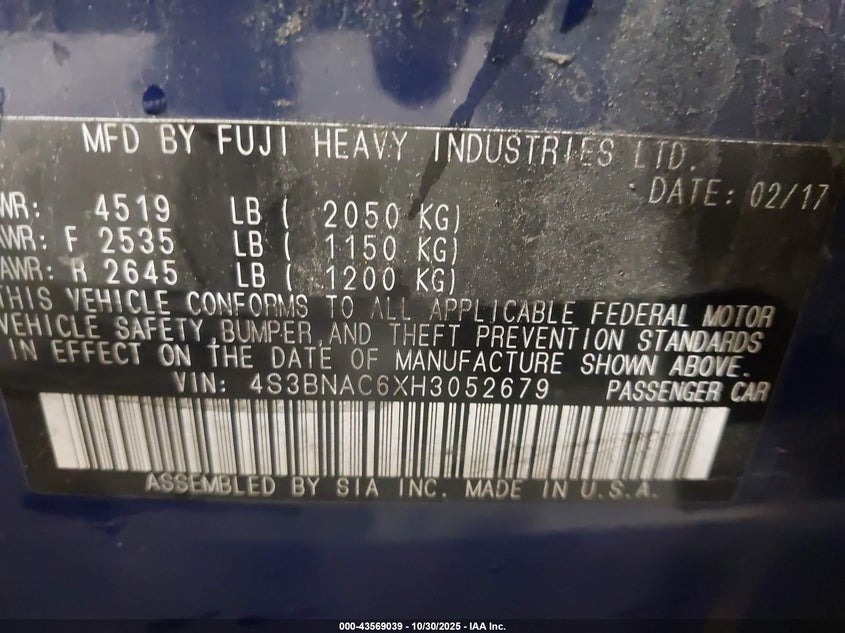 MFD BY FUJI HEAVY INDUSTRIES LTD.
DATE: 02/17
WR: 4519 LB ( 2050 KG)
AWR: F 2535 LB ( 1150 KG)
AWR: R 2645 LB ( 1200 KG)
THIS VEHICLE CONFORMS TO ALL APPLICABLE FEDERAL MOTOR
VEHICLE SAFETY,BUMPER,AND THEFT PREVENTION STANDARDS
IN EFFECT ON THE DATE OF MANUFACTURE SHOWN ABOVE.
VIN: 4S3BNAC6XH3052679 PASSENGER CAR
ASSEMBLED BY SIA INC. MADE IN U.S.A.
000-43569039 - 10/30/2025 - IAA Inc.